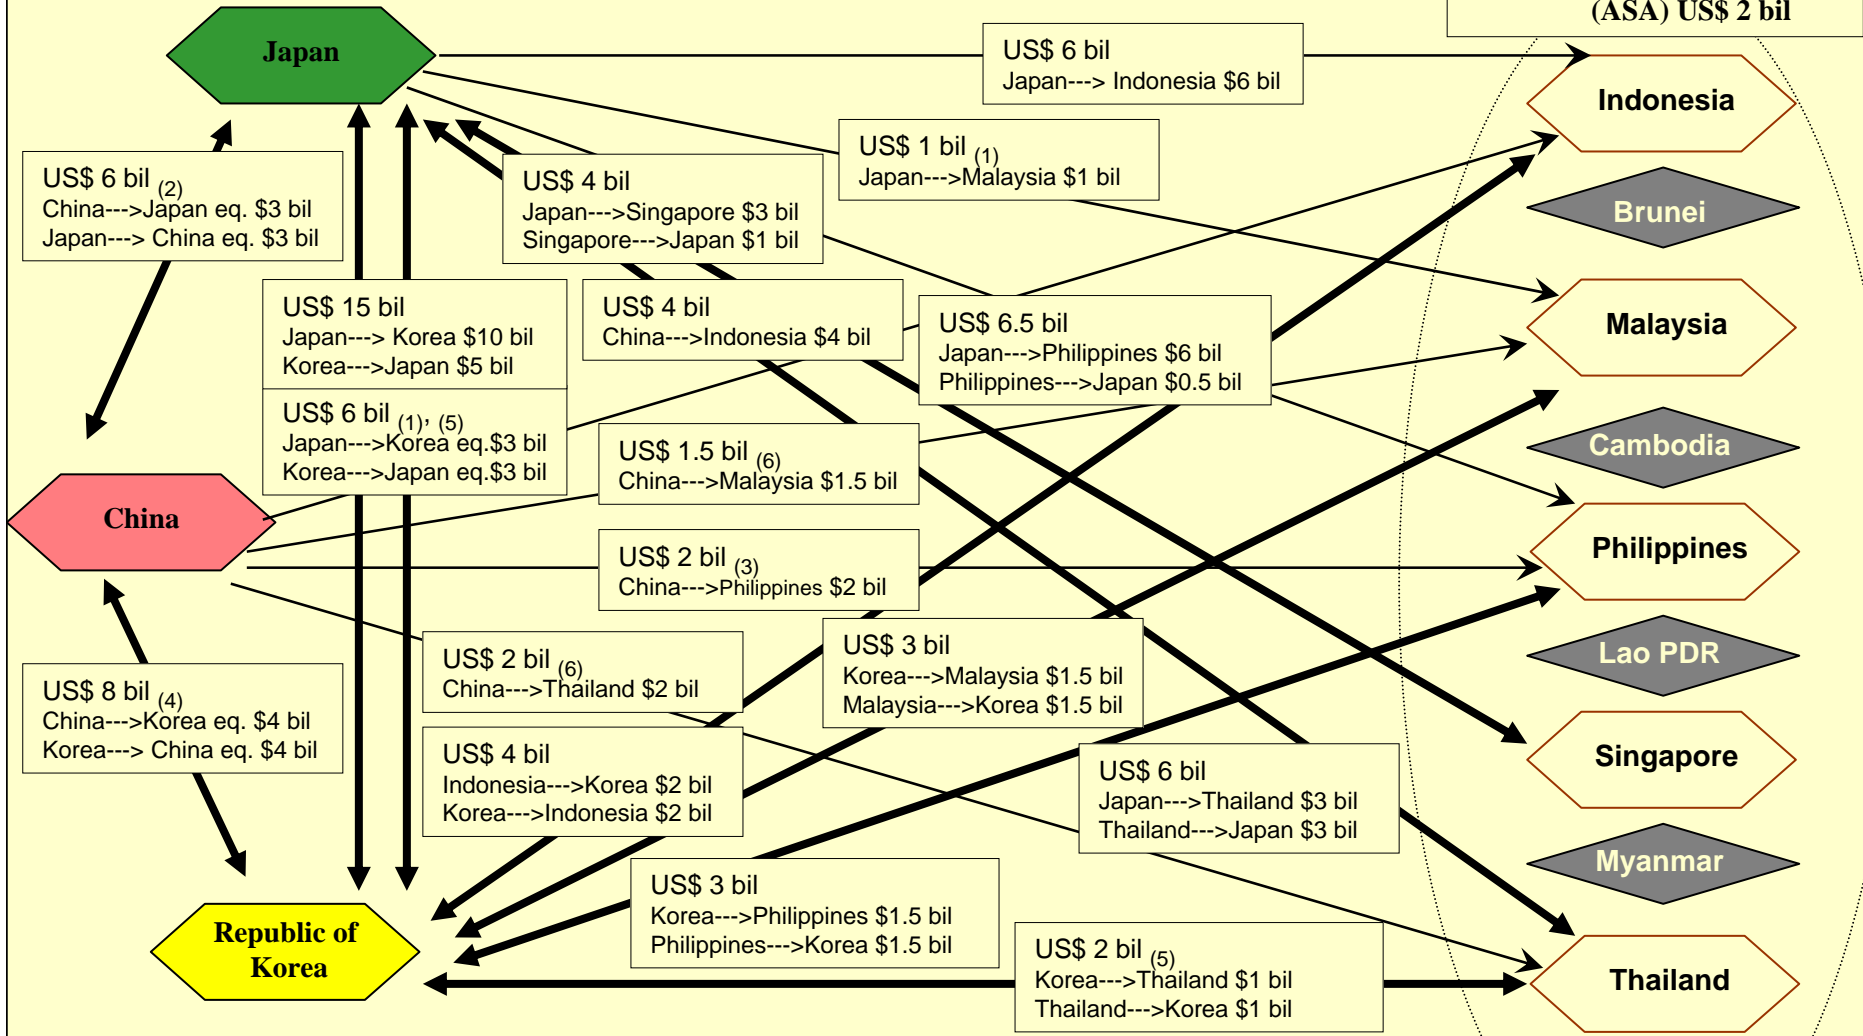 (ASA) US$ 2 bil
Japan
US$ 6 bil
Japan---> Indonesia $6 bil
Indonesia
US$ 1 bil (1)
Japan--->Malaysia $1 bil
US$ 6 bil (2)
China--->Japan eq. $3 bil
Japan---> China eq. $3 bil
US$ 4 bil
Japan--->Singapore $3 bil
Singapore--->Japan $1 bil
Brunei
US$ 15 bil
Japan---> Korea $10 bil
Korea--->Japan $5 bil
US$ 4 bil
China--->Indonesia $4 bil
US$ 6.5 bil
Japan--->Philippines $6 bil
Philippines--->Japan $0.5 bil
Malaysia
US$ 6 bil (1), (5)
Japan--->Korea eq.$3 bil
Korea--->Japan eq.$3 bil
US$ 1.5 bil (6)
China--->Malaysia $1.5 bil
Cambodia
China
US$ 2 bil (3)
China--->Philippines $2 bil
Philippines
US$ 2 bil (6)
China--->Thailand $2 bil
US$ 3 bil
Korea--->Malaysia $1.5 bil
Malaysia--->Korea $1.5 bil
Lao PDR
US$ 8 bil (4)
China--->Korea eq. $4 bil
Korea---> China eq. $4 bil
US$ 4 bil
Indonesia--->Korea $2 bil
Korea--->Indonesia $2 bil
US$ 6 bil
Japan--->Thailand $3 bil
Thailand--->Japan $3 bil
Singapore
Myanmar
US$ 3 bil
Korea--->Philippines $1.5 bil
Philippines--->Korea $1.5 bil
Republic of
Korea
US$ 2 bil (5)
Korea--->Thailand $1 bil
Thailand--->Korea $1 bil
Thailand